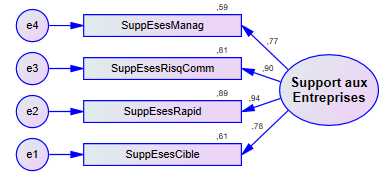 ,59
e4
SuppEsesManag
,77
,81
e3
SuppEsesRisqComm
,90
Support aux
Entreprises
,89
e2
SuppEsesRapid
,94
,61
,78
e1
SuppEsesCible